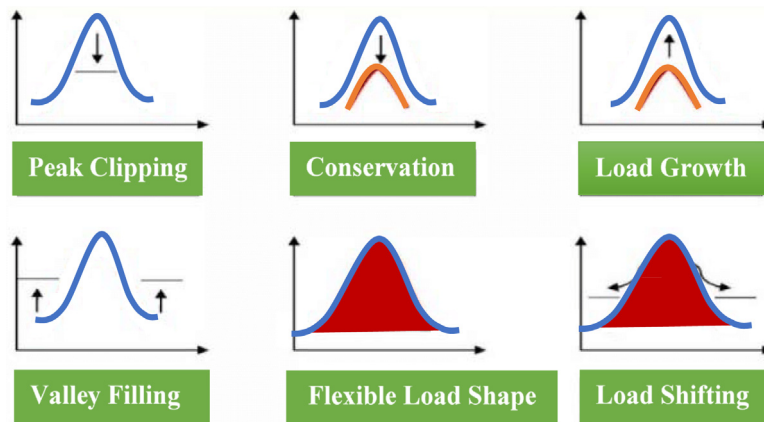 Peak Clipping
Conservation
Load Growth
Valley Filling
Flexible Load Shape
Load Shifting